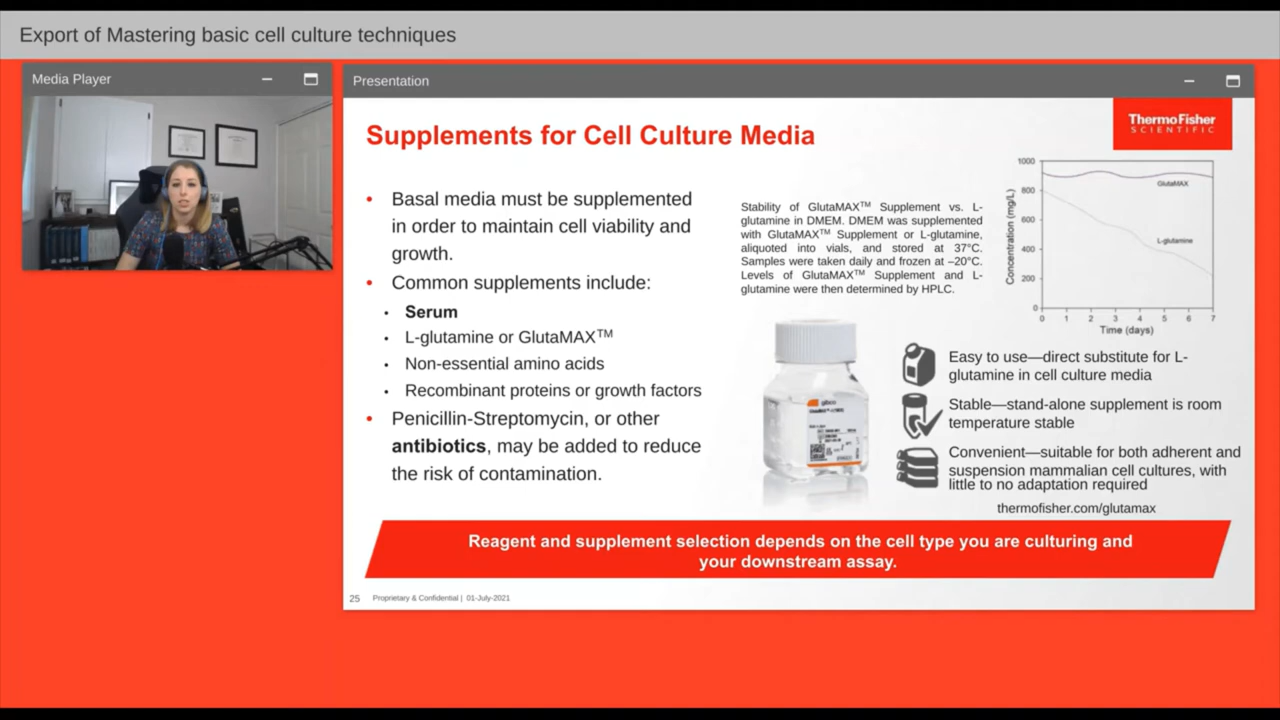 Export of Mastering basic cell culture techniques
Media Player
Presentation
ThermoFisher
SCIENTIFIC
Supplements for Cell Culture Media
• Basal media must be supplemented
in order to maintain cell viability and
growth.
• Common supplements include:
• Serum
• L-glutamine or GlutaMAX™
• Non-essential amino acids
• Recombinant proteins or growth factors
• Penicillin-Streptomycin, or other
antibiotics, may be added to reduce
the risk of contamination.
Stability of GlutaMAX™ Supplement vs. L-
glutamine in DMEM. DMEM was supplemented
with GlutaMAX™ Supplement or L-glutamine,
aliquoted into vials, and stored at 37°C.
Samples were taken daily and frozen at –20°C.
Levels of GlutaMAX™ Supplement and L-
glutamine were then determined by HPLC.
Concentration (mg/L)
1000
800
600
400
200
0
GlutaMAX
L-glutamine
0 1 2 3 4 5 6 7
Time (days)
gibco
Easy to use—direct substitute for L-
glutamine in cell culture media
Stable—stand-alone supplement is room
temperature stable
Convenient—suitable for both adherent and
suspension mammalian cell cultures, with
little to no adaptation required
thermofisher.com/glutamax
Reagent and supplement selection depends on the cell type you are culturing and
your downstream assay.
25 Proprietary & Confidential | 01-July-2021